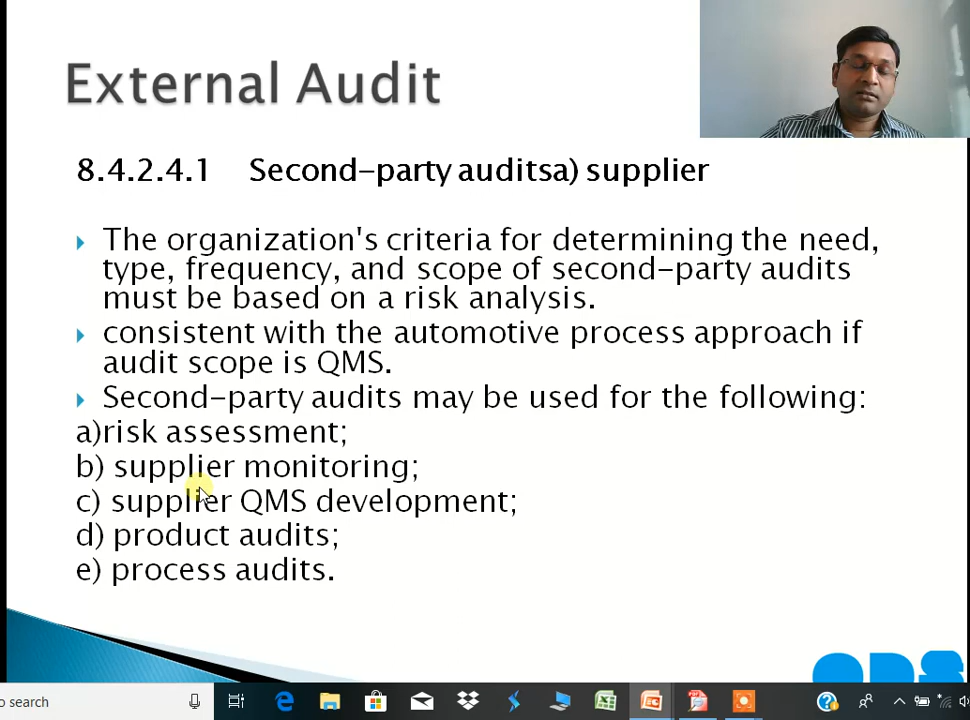 External Audit
8.4.2.4.1 Second-party auditsa) supplier
The organization's criteria for determining the need,
type, frequency, and scope of second-party audits
must be based on a risk analysis.
consistent with the automotive process approach if
audit scope is QMS.
Second-party audits may be used for the following:
a)risk assessment;
b) supplier monitoring;
c) supplier QMS development;
d) product audits;
e) process audits.
o search